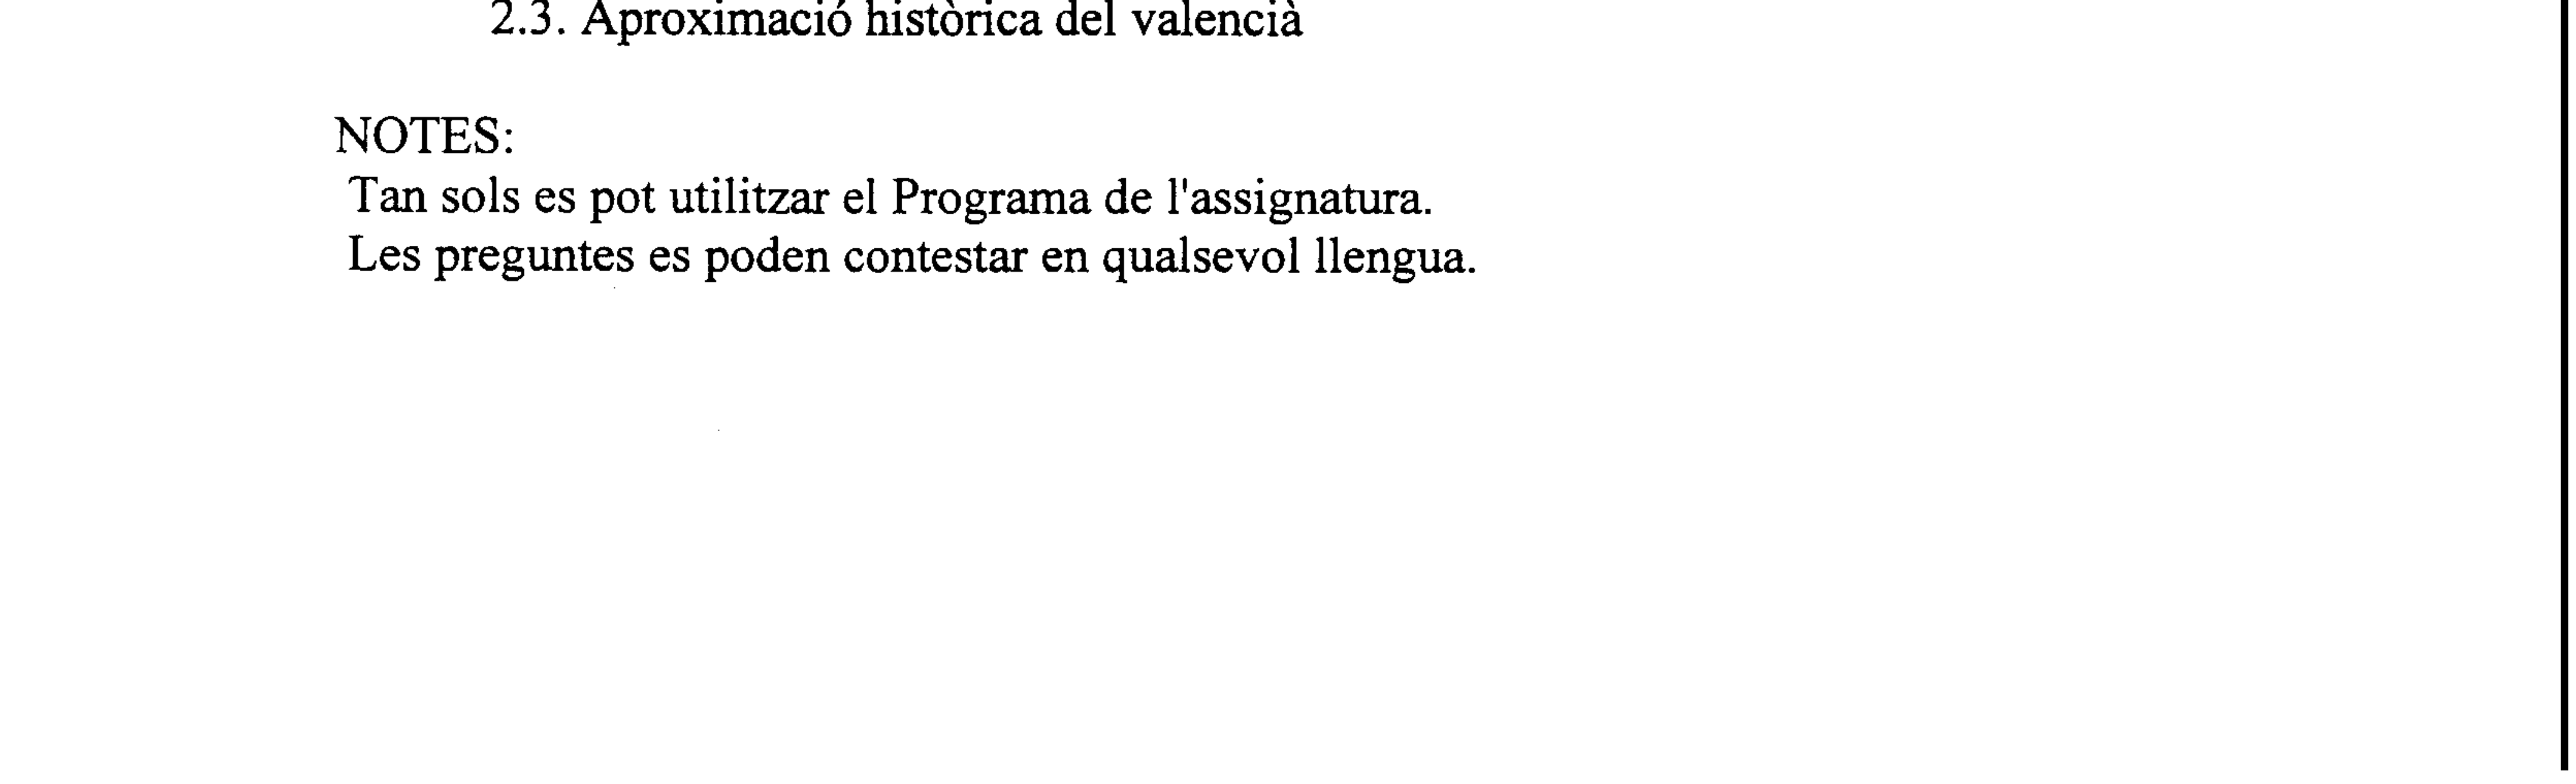 2.3. Aproximació històrica del valencià
NOTES:
Tan sols es pot utilitzar el Programa de l'assignatura.
Les preguntes es poden contestar en qualsevol llengua.